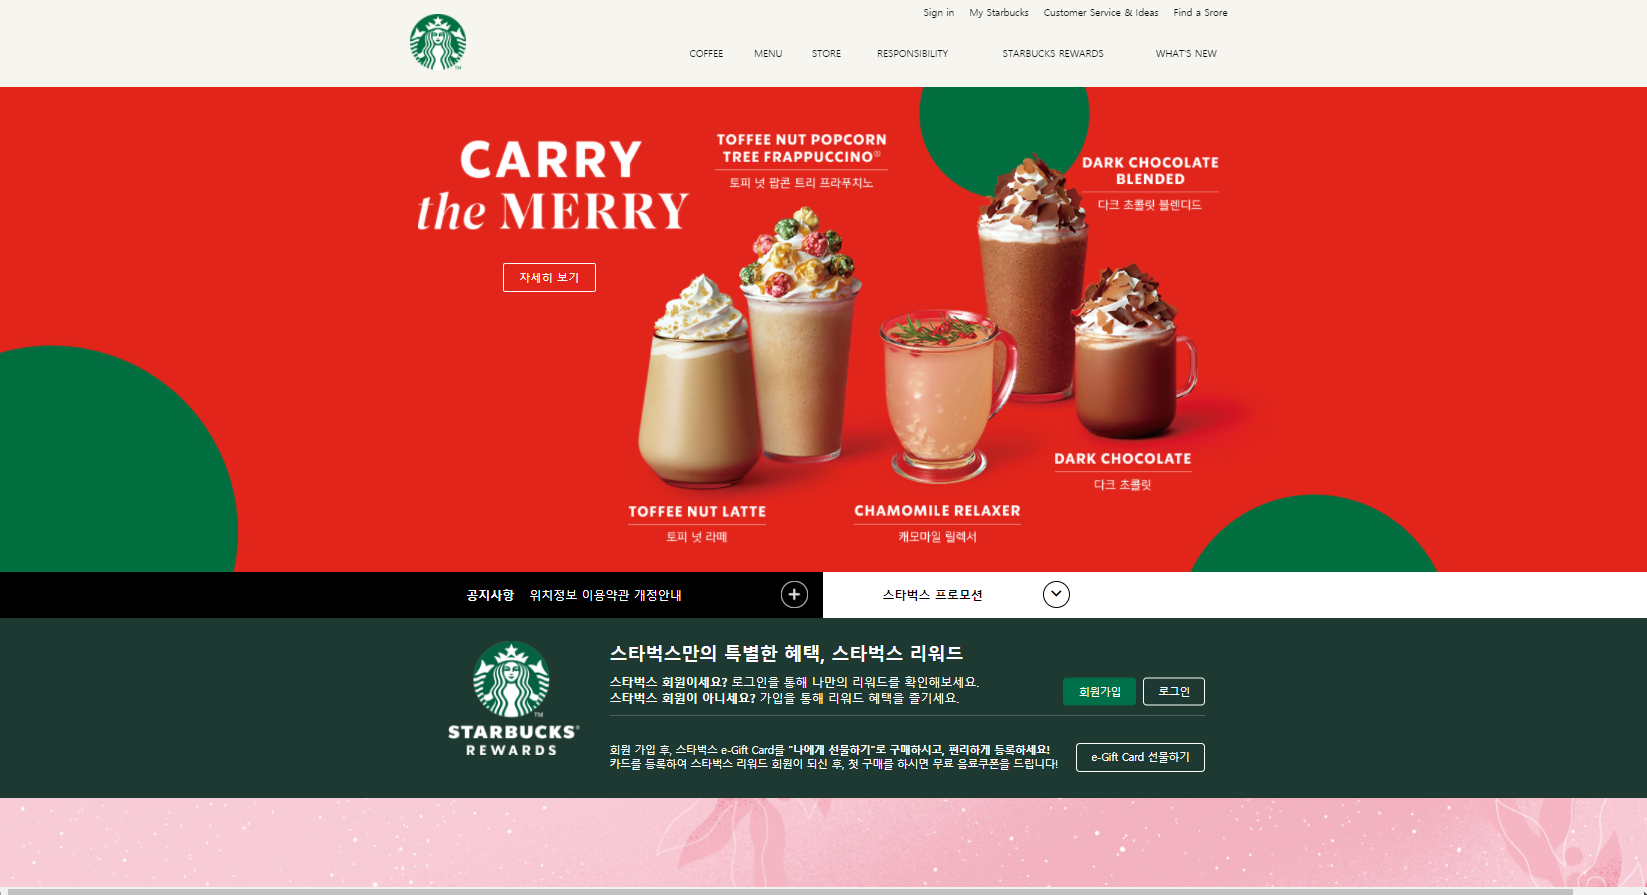 Sign in My Starbucks Customer Service & Ideas Find a Srore
COFFEE MENU STORE RESPONSIBILITY STARBUCKS REWARDS WHAT'S NEW
CARRY
the MERRY
자세히 보기
TOFFEE NUT POPCORN
TREE FRAPPUCCINO®
토피 넛 팝콘 트리 프라푸치노
DARK CHOCOLATE
BLENDED
다크 초콜릿 블렌디드
DARK CHOCOLATE
다크 초콜릿
TOFFEE NUT LATTE
토피 넛 라떼
CHAMOMILE RELAXER
캐모마일 릴렉서
공지사항 위치정보 이용약관 개정안내
스타벅스 프로모션
TM
STARBUCKS®
REWARDS
스타벅스만의 특별한 혜택, 스타벅스 리워드
스타벅스 회원이세요? 로그인을 통해 나만의 리워드를 확인해보세요.
스타벅스 회원이 아니세요? 가입을 통해 리워드 혜택을 즐기세요.
회원가입 로그인
회원 가입 후, 스타벅스 e-Gift Card를 "나에게 선물하기"로 구매하시고, 편리하게 등록하세요!
카드를 등록하여 스타벅스 리워드 회원이 되신 후, 첫 구매를 하시면 무료 음료쿠폰을 드립니다!
e-Gift Card 선물하기